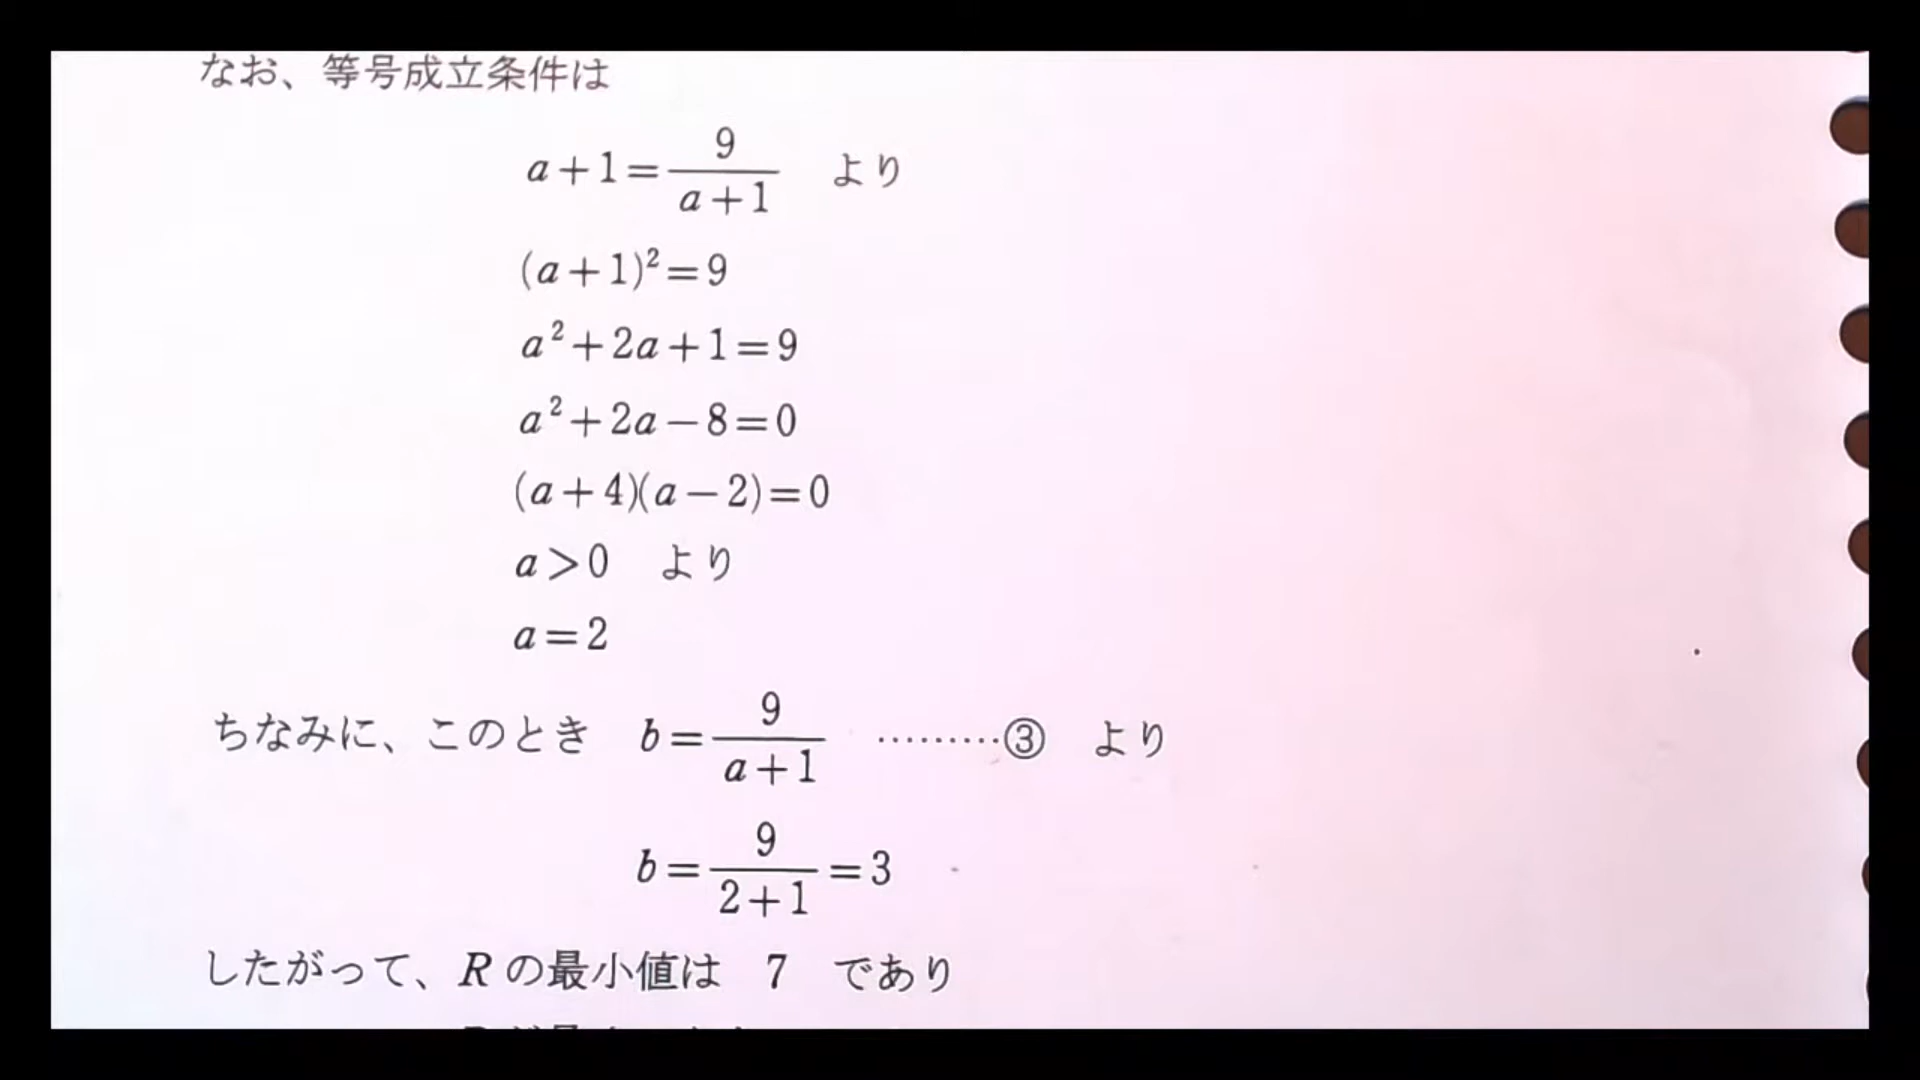 なお、等号成立条件は
a+1=9/(a+1) より
(a+1)²=9
a²+2a+1=9
a²+2a−8=0
(a+4)(a−2)=0
a>0 より
a=2
ちなみに、このとき b=9/(a+1) ………③ より
b=9/(2+1)=3
したがって、Rの最小値は 7 であり